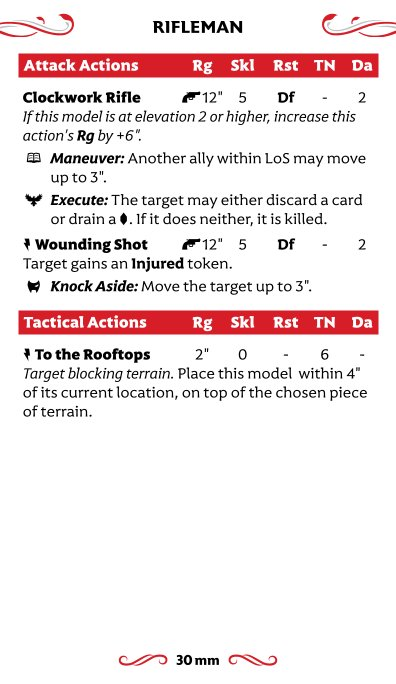 RIFLEMAN
Attack Actions Rg Skl Rst TN Da
Clockwork Rifle 12" 5 Df - 2
If this model is at elevation 2 or higher, increase this
action's Rg by +6".
Maneuver: Another ally within LoS may move
up to 3".
Execute: The target may either discard a card
or drain a . If it does neither, it is killed.
Wounding Shot 12" 5 Df - 2
Target gains an Injured token.
Knock Aside: Move the target up to 3".
Tactical Actions Rg Skl Rst TN Da
To the Rooftops 2" 0 - 6 -
Target blocking terrain. Place this model within 4"
of its current location, on top of the chosen piece
of terrain.
30 mm